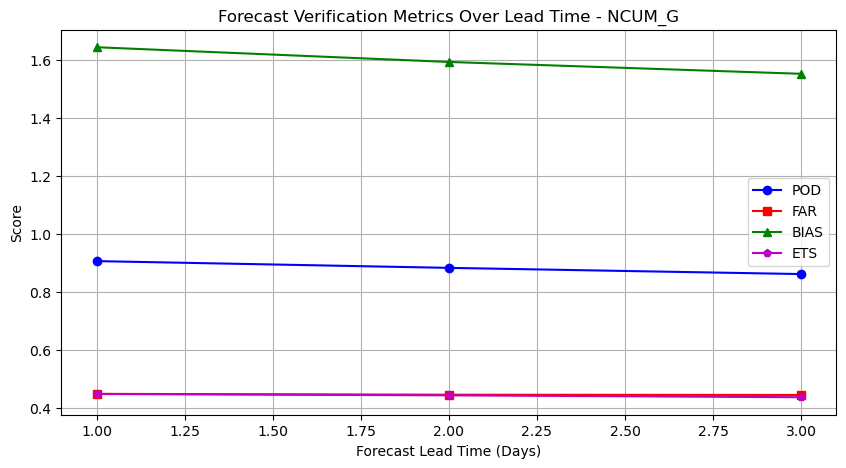 Forecast Verification Metrics Over Lead Time - NCUM_G
Score
1.6
1.4
1.2
1.0
0.8
0.6
0.4
POD
FAR
BIAS
ETS
1.00 1.25 1.50 1.75 2.00 2.25 2.50 2.75 3.00
Forecast Lead Time (Days)